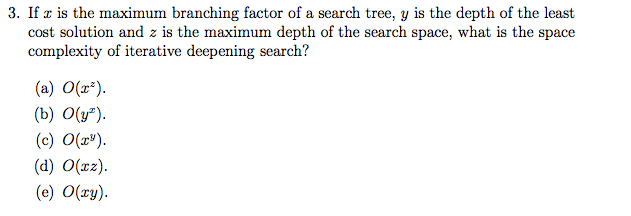 3. If x is the maximum branching factor of a search tree, y is the depth of the least
cost solution and z is the maximum depth of the search space, what is the space
complexity of iterative deepening search?
(a) O(x^z).
(b) O(y^x).
(c) O(x^y).
(d) O(xz).
(e) O(xy).